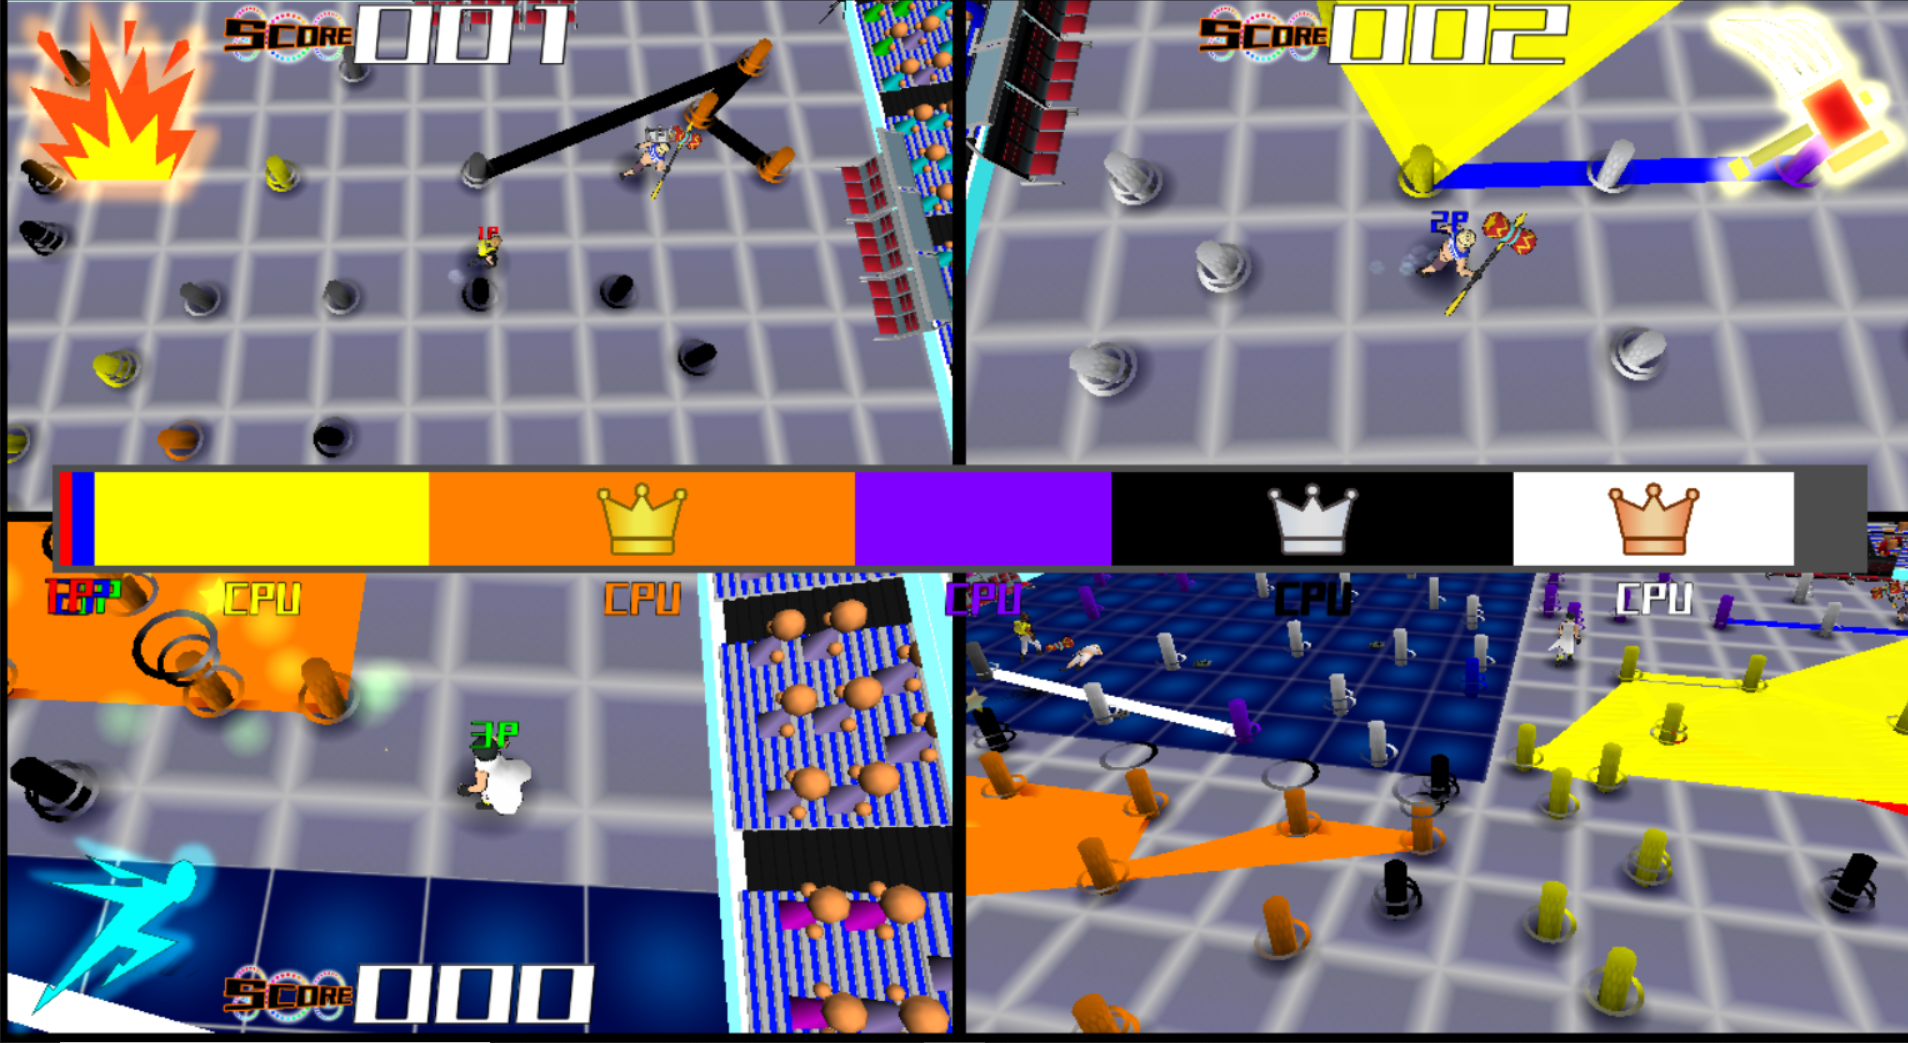 SCORE 001
SCORE 002
1P
2P
CPU CPU CPU CPU CPU
3P
SCORE 000